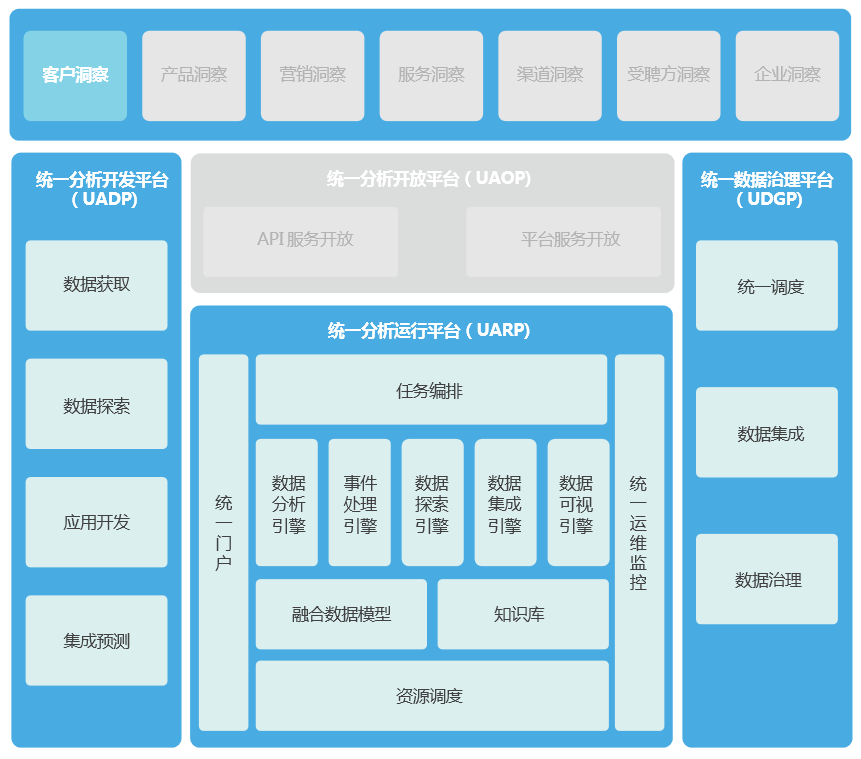 客户洞察
产品洞察
营销洞察
服务洞察
渠道洞察
受聘方洞察
企业洞察
统一分析开发平台
（UADP）
数据获取
数据探索
应用开发
集成预测
统一分析开放平台（UAOP）
API 服务开放
平台服务开放
统一分析运行平台（UARP）
统一门户
任务编排
数据
分析
引擎
事件
处理
引擎
数据
探索
引擎
数据
集成
引擎
数据
可视
引擎
融合数据模型
知识库
资源调度
统一运维监控
统一数据治理平台
（UDGP）
统一调度
数据集成
数据治理